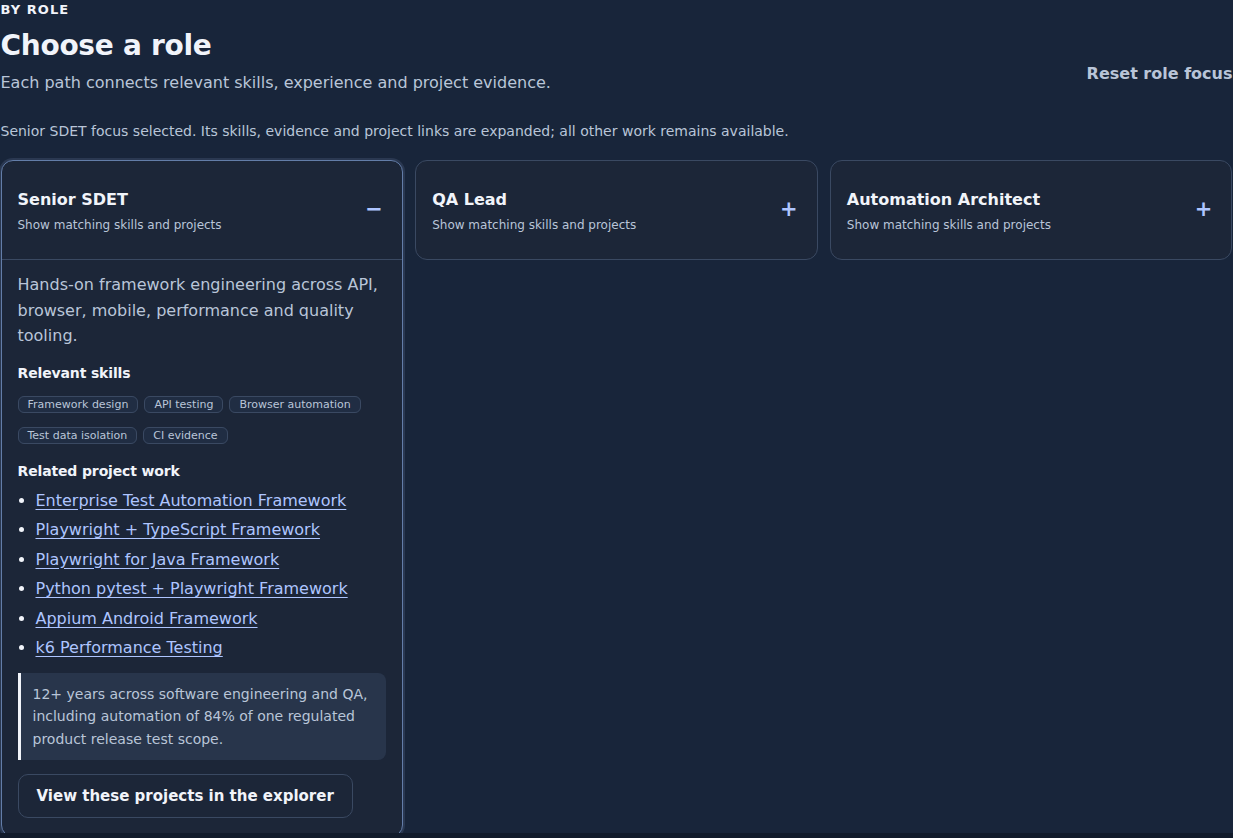 BY ROLE
Choose a role
Each path connects relevant skills, experience and project evidence.
Reset role focus
Senior SDET focus selected. Its skills, evidence and project links are expanded; all other work remains available.
Senior SDET
Show matching skills and projects
−
QA Lead
Show matching skills and projects
+
Automation Architect
Show matching skills and projects
+
Hands-on framework engineering across API,
browser, mobile, performance and quality
tooling.
Relevant skills
Framework design API testing Browser automation
Test data isolation CI evidence
Related project work
• Enterprise Test Automation Framework
• Playwright + TypeScript Framework
• Playwright for Java Framework
• Python pytest + Playwright Framework
• Appium Android Framework
• k6 Performance Testing
12+ years across software engineering and QA,
including automation of 84% of one regulated
product release test scope.
View these projects in the explorer